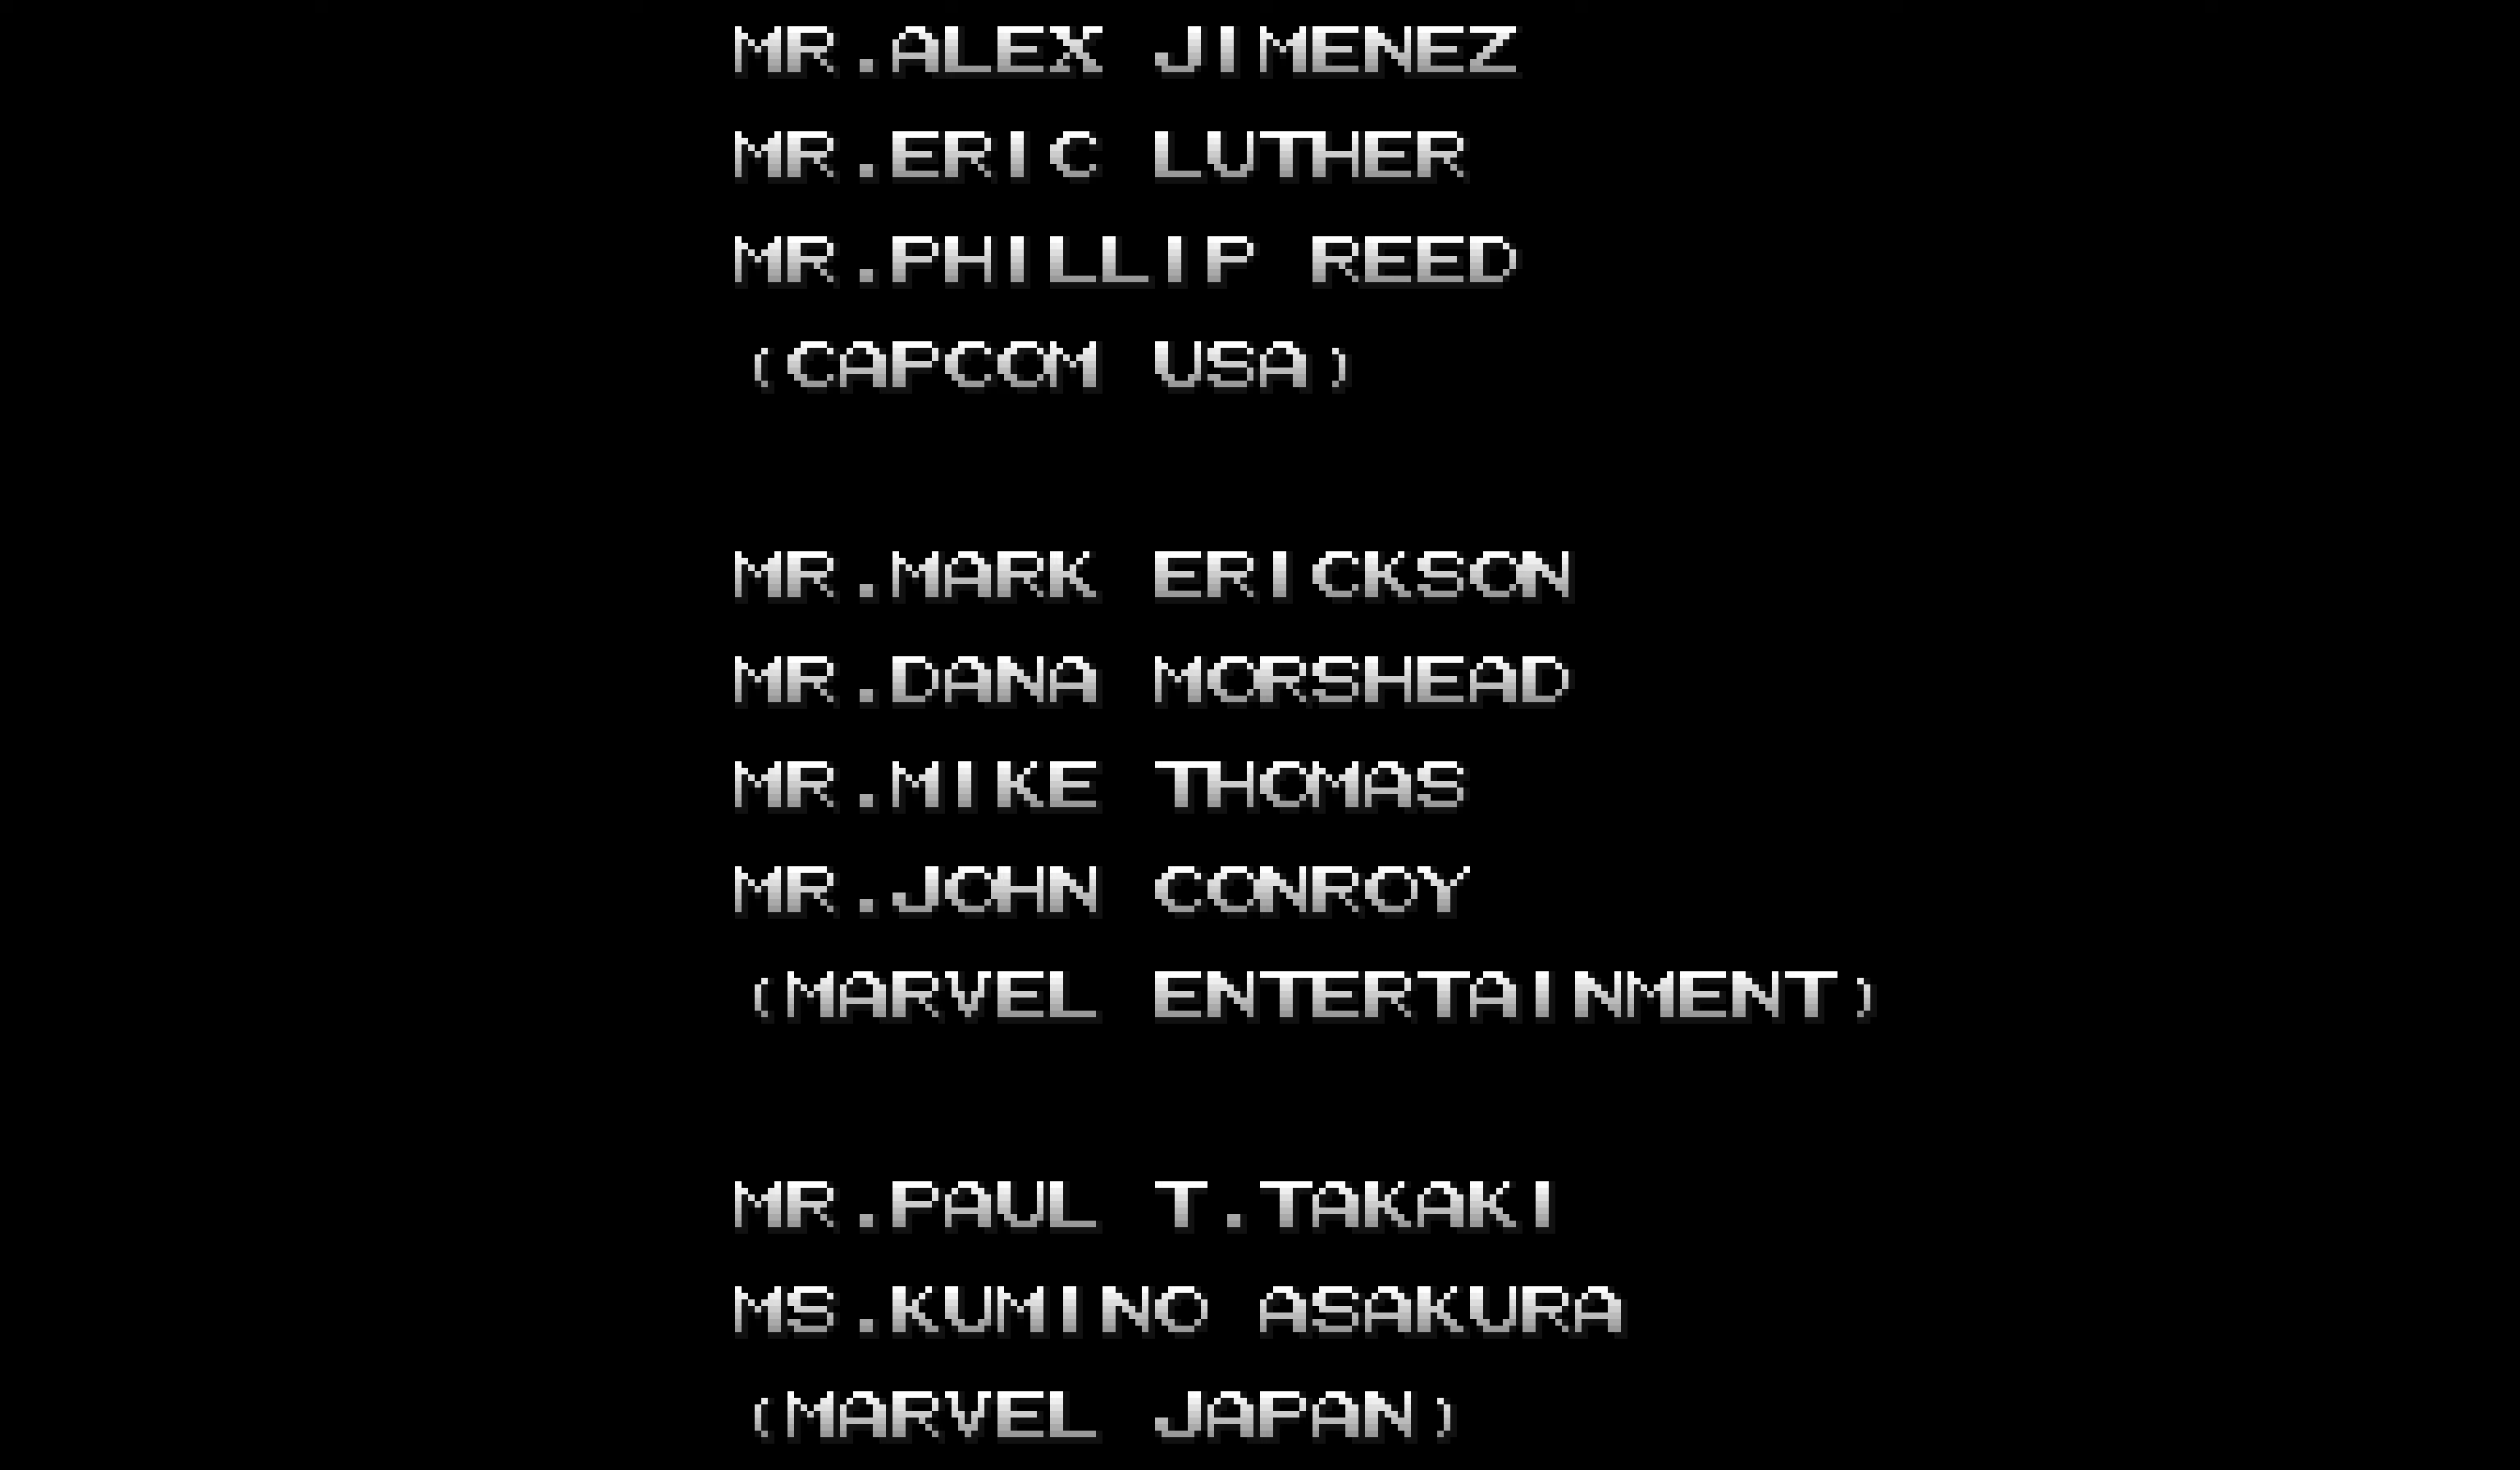 MR.ALEX JIMENEZ
MR.ERIC LUTHER
MR.PHILLIP REED
(CAPCOM USA)
MR.MARK ERICKSON
MR.DANA MORSHEAD
MR.MIKE THOMAS
MR.JOHN CONROY
(MARVEL ENTERTAINMENT)
MR.PAUL T.TAKAKI
MS.KUMINO ASAKURA
(MARVEL JAPAN)